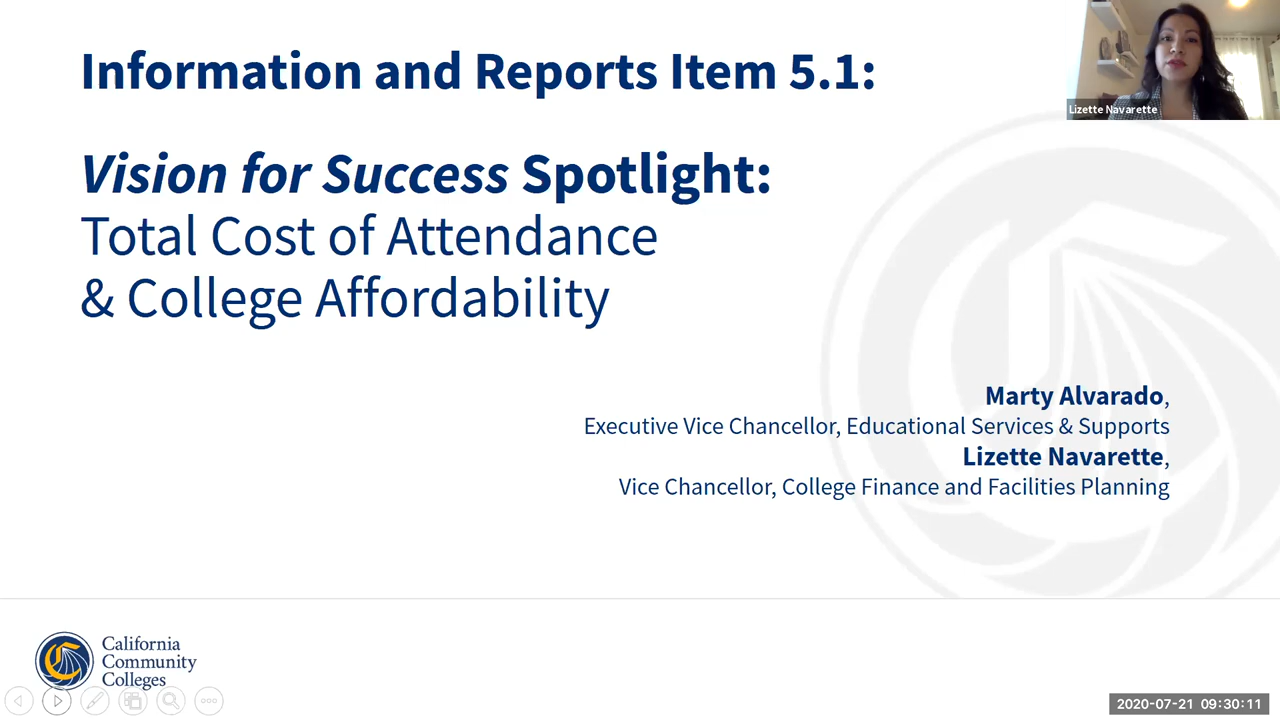 Information and Reports Item 5.1:
Lizette Navarette
Vision for Success Spotlight:
Total Cost of Attendance
& College Affordability
Marty Alvarado,
Executive Vice Chancellor, Educational Services & Supports
Lizette Navarette,
Vice Chancellor, College Finance and Facilities Planning
California
Community
Colleges
2020-07-21 09:30:11